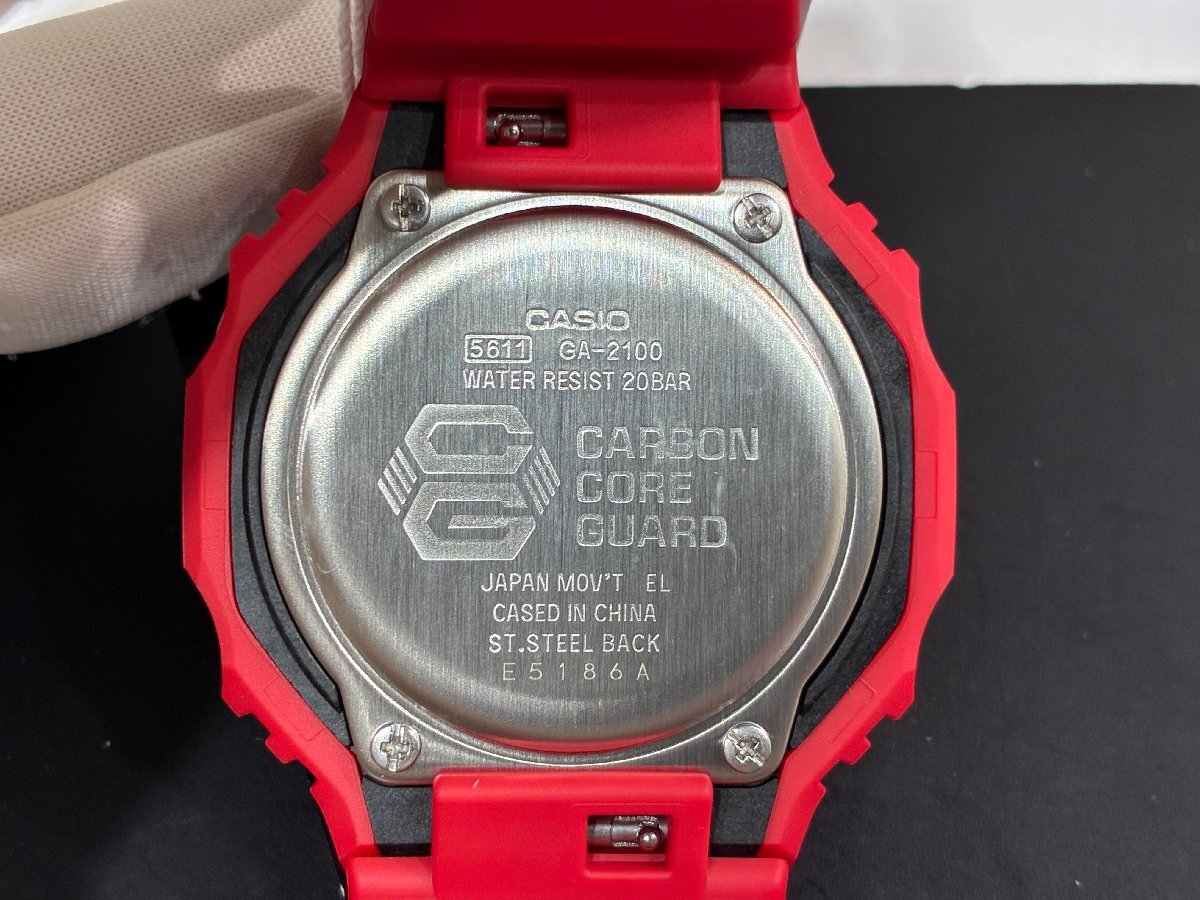 CASIO
5611 GA-2100
WATER RESIST 20BAR
CARBON
CORE
GUARD
JAPAN MOV'T EL
CASED IN CHINA
ST.STEEL BACK
E5186A